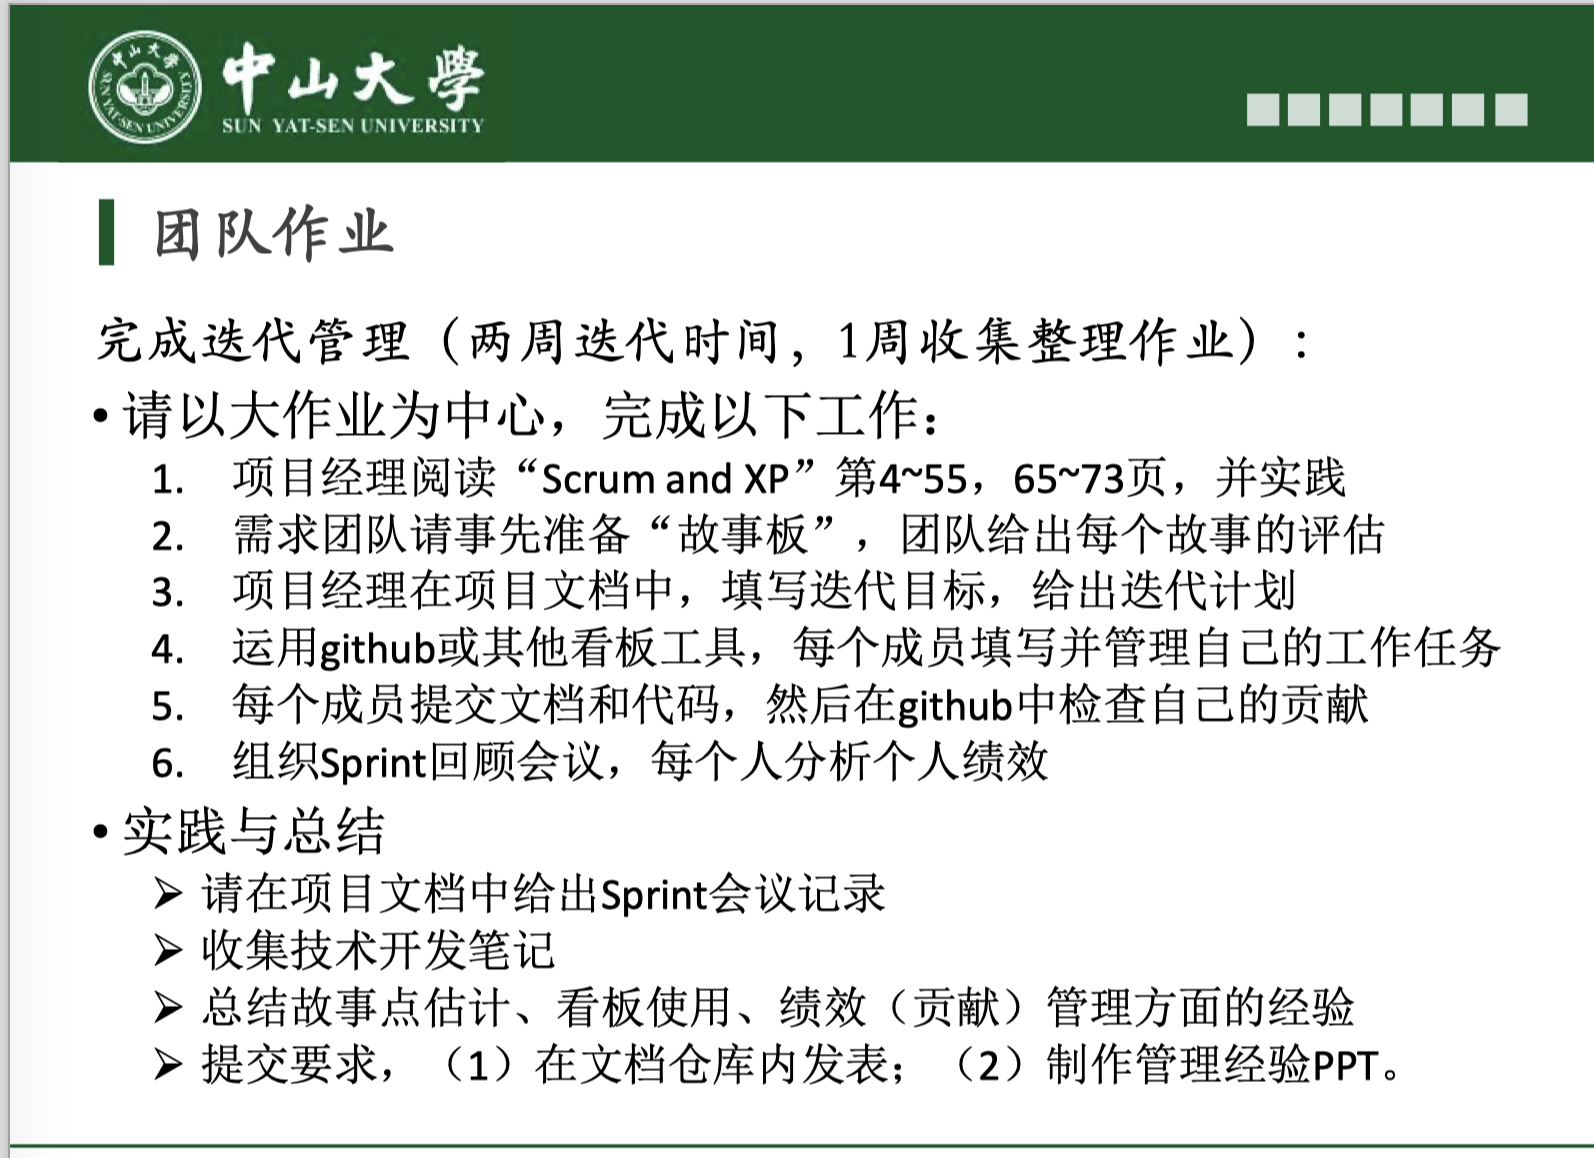 中山大學
SUN YAT-SEN UNIVERSITY
中山大學
SUN YAT-SEN UNIVERSITY
团队作业
完成迭代管理（两周迭代时间，1周收集整理作业）：
• 请以大作业为中心，完成以下工作：
1. 项目经理阅读“Scrum and XP”第4~55，65~73页，并实践
2. 需求团队请事先准备“故事板”，团队给出每个故事的评估
3. 项目经理在项目文档中，填写迭代目标，给出迭代计划
4. 运用github或其他看板工具，每个成员填写并管理自己的工作任务
5. 每个成员提交文档和代码，然后在github中检查自己的贡献
6. 组织Sprint回顾会议，每个人分析个人绩效
• 实践与总结
➢ 请在项目文档中给出Sprint会议记录
➢ 收集技术开发笔记
➢ 总结故事点估计、看板使用、绩效（贡献）管理方面的经验
➢ 提交要求，（1）在文档仓库内发表；（2）制作管理经验PPT。